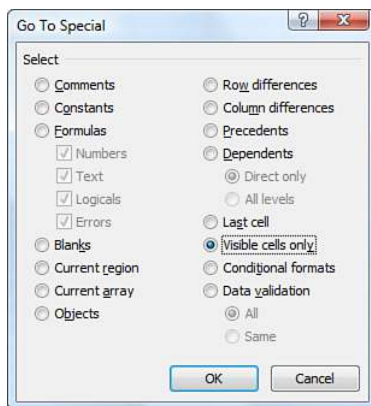 Go To Special
Select
Comments
Constants
Formulas
Numbers
Text
Logicals
Errors
Blanks
Current region
Current array
Objects
Row differences
Column differences
Precedents
Dependents
Direct only
All levels
Last cell
Visible cells only
Conditional formats
Data validation
All
Same
OK
Cancel